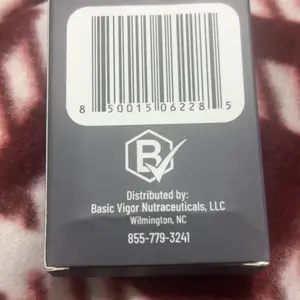 8 50015 06228 5
B
Distributed by:
Basic Vigor Nutraceuticals, LLC
Wilmington, NC
855-779-3241